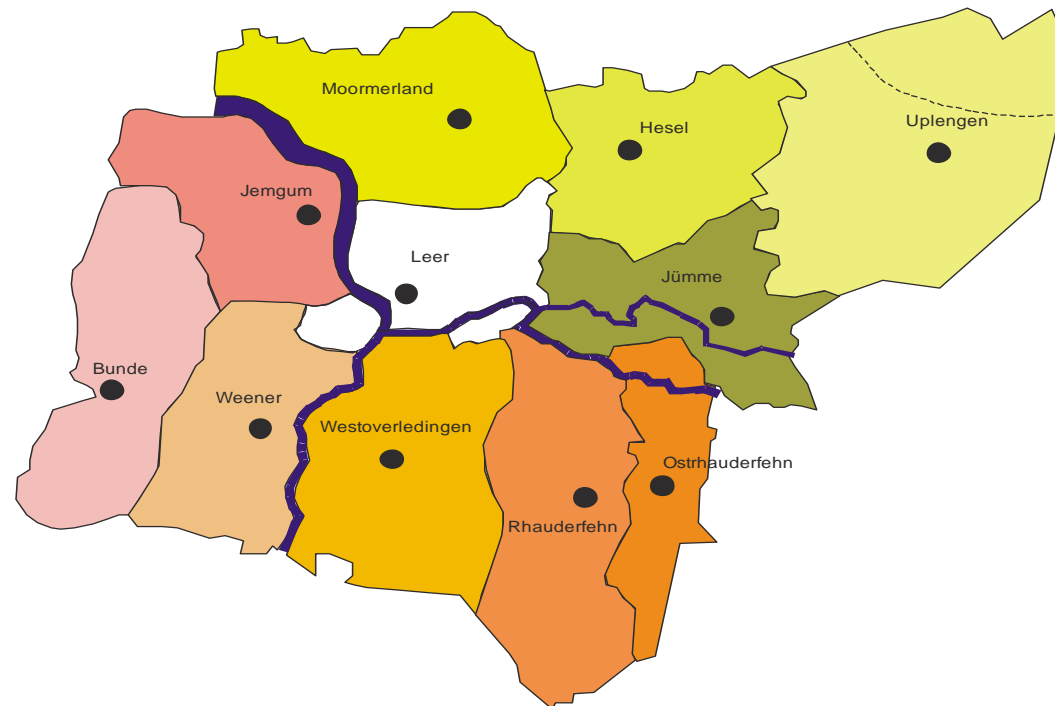 Moormerland
Hesel
Uplengen
Jemgum
Leer
Jümme
Bunde
Weener
Westoverledingen
Ostrhauderfehn
Rhauderfehn